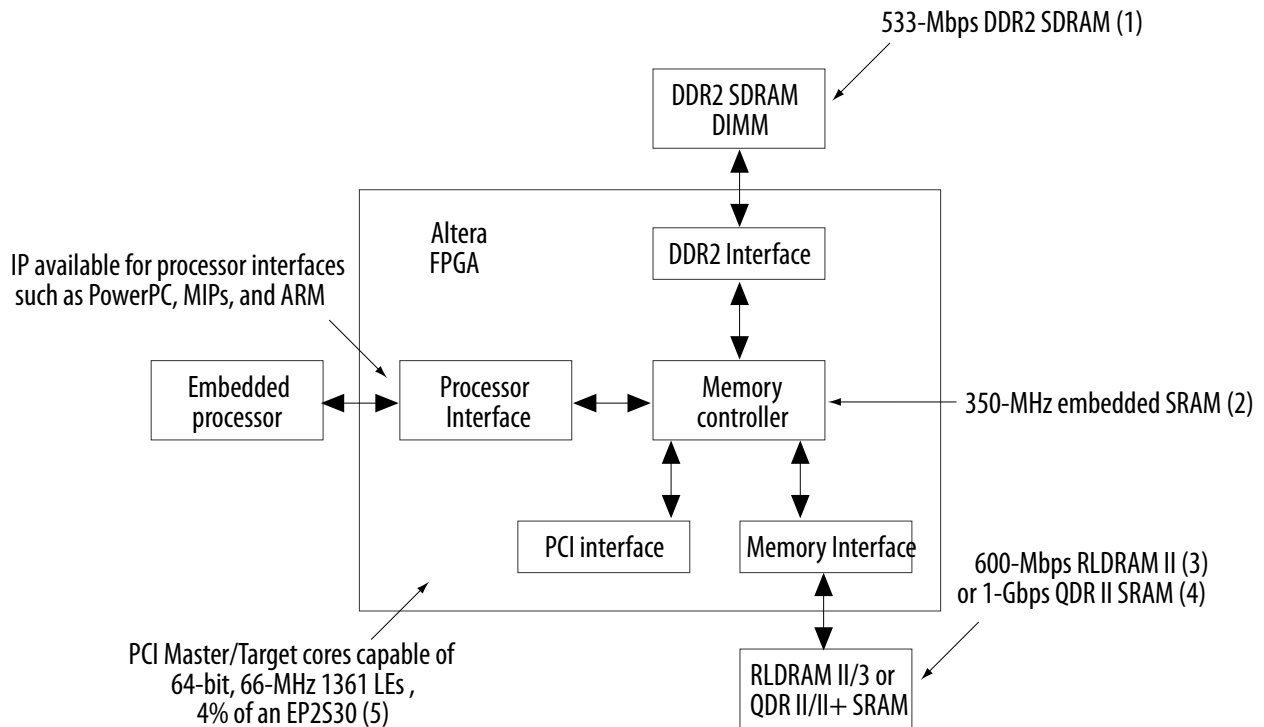 533-Mbps DDR2 SDRAM (1)
DDR2 SDRAM
DIMM
Altera
FPGA
DDR2 Interface
IP available for processor interfaces
such as PowerPC, MIPs, and ARM
Embedded
processor
Processor
Interface
Memory
controller
350-MHz embedded SRAM (2)
PCI interface
Memory Interface
600-Mbps RLDRAM II (3)
or 1-Gbps QDR II SRAM (4)
PCI Master/Target cores capable of
64-bit, 66-MHz 1361 LEs ,
4% of an EP2S30 (5)
RLDRAM II/3 or
QDR II/II+ SRAM